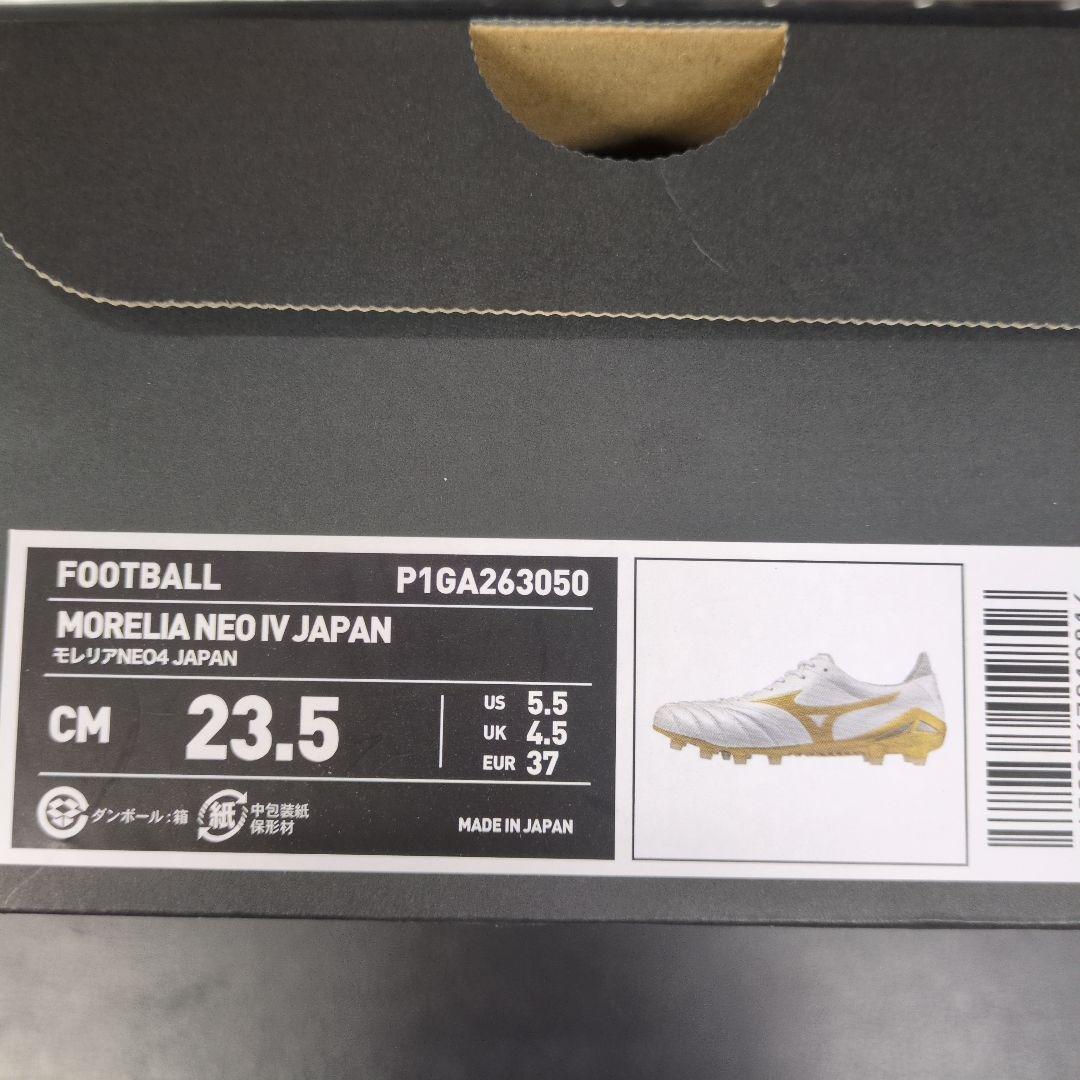 FOOTBALL P1GA263050
MORELIA NEO IV JAPAN
モレリアNEO4 JAPAN
CM 23.5
US 5.5
UK 4.5
EUR 37
ダンボール:箱
紙
中包装紙
保形材
MADE IN JAPAN